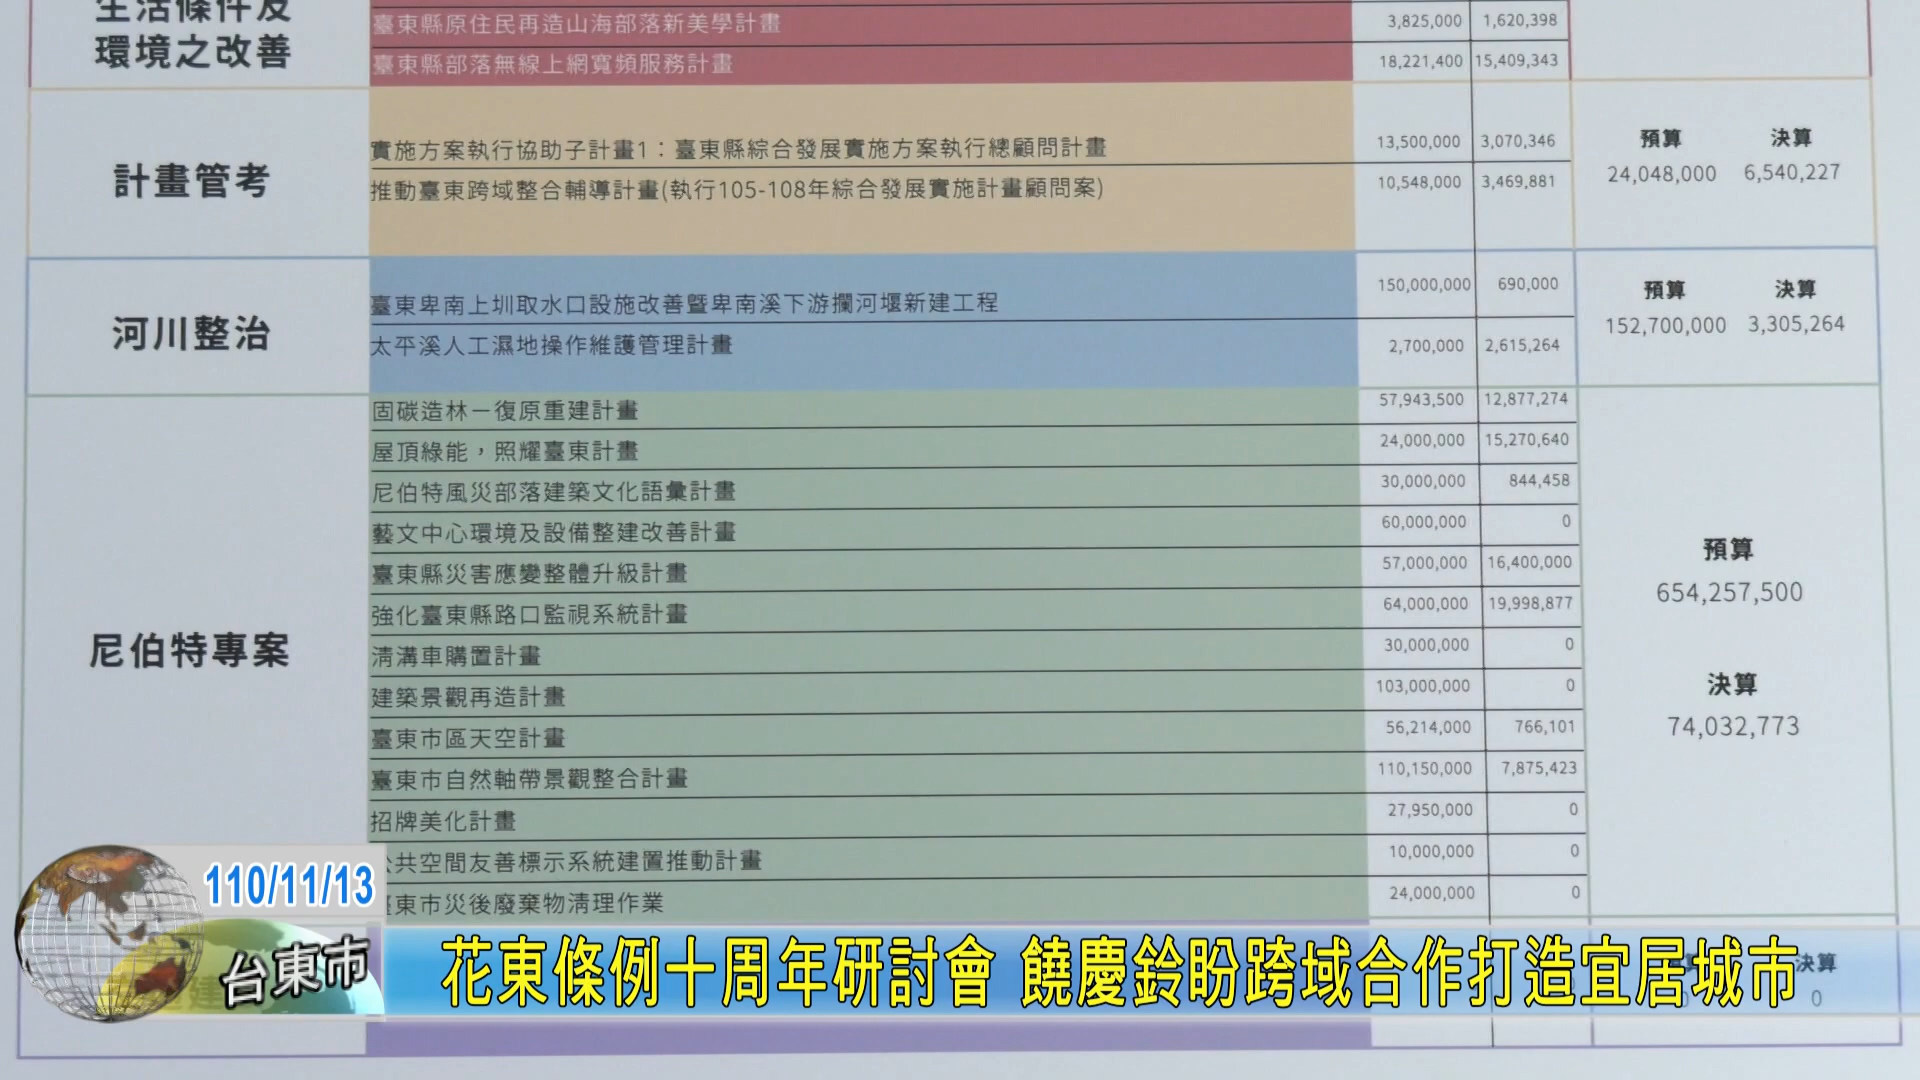 生活條件及
環境之改善
臺東縣原住民再造山海部落新美學計畫 3,825,000 1,620,398
臺東縣部落無線上網寬頻服務計畫 18,221,400 15,409,343
計畫管考
實施方案執行協助子計畫1：臺東縣綜合發展實施方案執行總顧問計畫 13,500,000 3,070,346
推動臺東跨域整合輔導計畫(執行105-108年綜合發展實施計畫顧問案) 10,548,000 3,469,881
預算 決算
24,048,000 6,540,227
河川整治
臺東卑南上圳取水口設施改善暨卑南溪下游攔河堰新建工程 150,000,000 690,000
太平溪人工濕地操作維護管理計畫 2,700,000 2,615,264
預算 決算
152,700,000 3,305,264
尼伯特專案
固碳造林－復原重建計畫 57,943,500 12,877,274
屋頂綠能，照耀臺東計畫 24,000,000 15,270,640
尼伯特風災部落建築文化語彙計畫 30,000,000 844,458
藝文中心環境及設備整建改善計畫 60,000,000 0
臺東縣災害應變整體升級計畫 57,000,000 16,400,000
強化臺東縣路口監視系統計畫 64,000,000 19,998,877
清溝車購置計畫 30,000,000 0
建築景觀再造計畫 103,000,000 0
臺東市區天空計畫 56,214,000 766,101
臺東市自然軸帶景觀整合計畫 110,150,000 7,875,423
招牌美化計畫 27,950,000 0
公共空間友善標示系統建置推動計畫 10,000,000 0
臺東市災後廢棄物清理作業 24,000,000 0
預算
654,257,500
決算
74,032,773
決算
0
110/11/13
台東市
花東條例十周年研討會 饒慶鈴盼跨域合作打造宜居城市